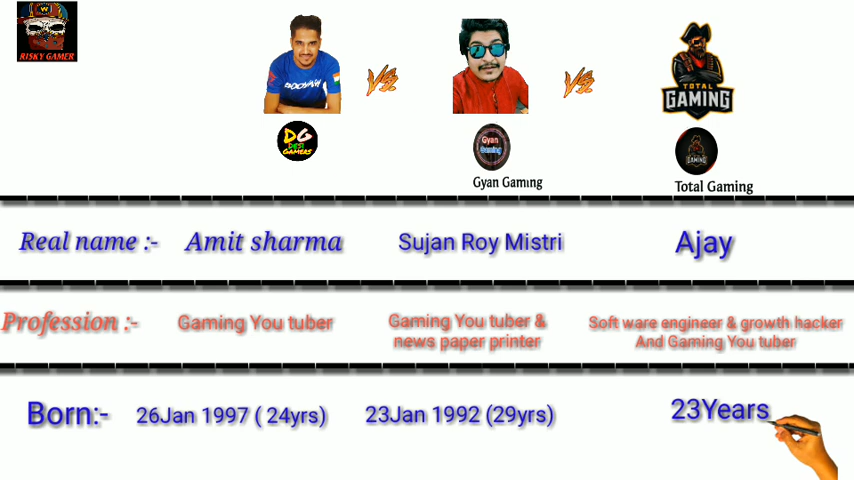 W
RISKY GAMER
BOOYAH
VS
VS
TOTAL
GAMING
DG
DESI
GAMERS
Gyan
Gaming
GAMING
Gyan Gaming
Total Gaming
Real name :- Amit sharma Sujan Roy Mistri Ajay
Profession :- Gaming You tuber Gaming You tuber & Soft ware engineer & growth hacker
news paper printer And Gaming You tuber
Born:- 26Jan 1997 ( 24yrs) 23Jan 1992 (29yrs) 23Years